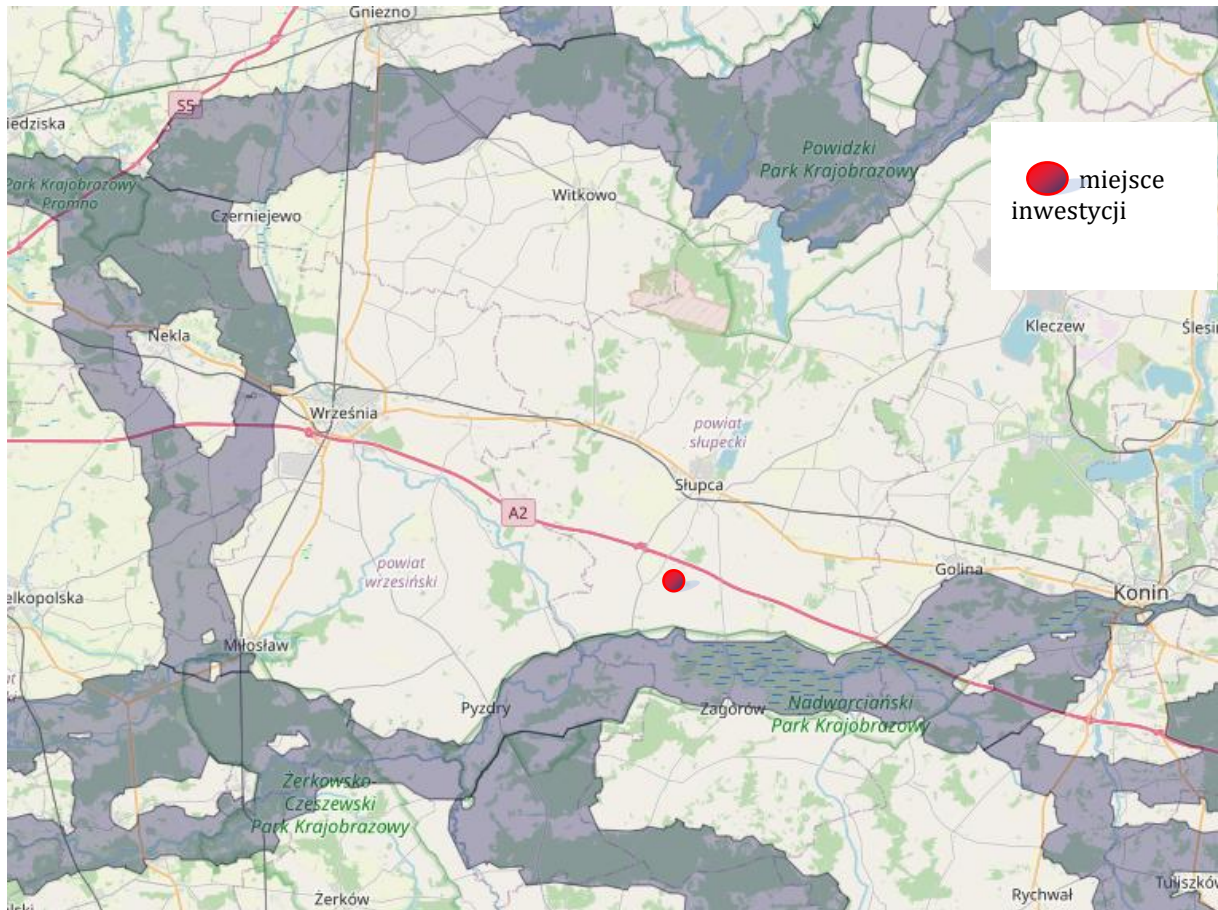 Gniezno
S5
iedziska
Powidzki
Park Krajobrazowy
miejsce
inwestycji
Park Krajobrazowy
Promno
Witkowo
Czerniejewo
Kleczew
Ślesin
Nekla
Września
powiat
słupecki
Słupca
A2
powiat
wrzesiński
Golina
Konin
elkopolska
Miłosław
Pyzdry
Zagorów
Nadwarciański
Park Krajobrazowy
Żerkowsko-
Czeszewski
Park Krajobrazowy
Żerków
Rychwał
Tuliszków
olski